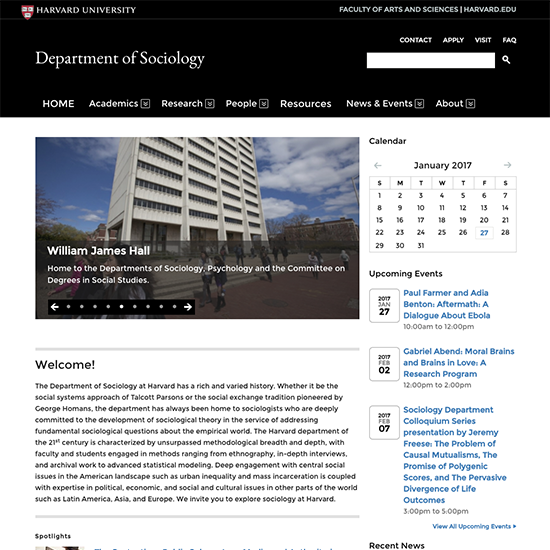 HARVARD UNIVERSITY
FACULTY OF ARTS AND SCIENCES | HARVARD.EDU
CONTACT APPLY VISIT FAQ
Department of Sociology
HOME Academics Research People Resources News & Events About
William James Hall
Home to the Departments of Sociology, Psychology and the Committee on
Degrees in Social Studies.
Welcome!
The Department of Sociology at Harvard has a rich and varied history. Whether it be the
social systems approach of Talcott Parsons or the social exchange tradition pioneered by
George Homans, the department has always been home to sociologists who are deeply
committed to the development of sociological theory in the service of addressing
fundamental sociological questions about the empirical world. The Harvard department of
the 21st century is characterized by unsurpassed methodological breadth and depth, with
faculty and students engaged in methods ranging from ethnography, in-depth interviews,
and archival work to advanced statistical modeling. Deep engagement with central social
issues in the American landscape such as urban inequality and mass incarceration is coupled
with expertise in political, economic, and social and cultural issues in other parts of the world
such as Latin America, Asia, and Europe. We invite you to explore sociology at Harvard.
Spotlights
Calendar
January 2017
S M T W T F S
1 2 3 4 5 6 7
8 9 10 11 12 13 14
15 16 17 18 19 20 21
22 23 24 25 26 27 28
29 30 31
Upcoming Events
2017
JAN
27
Paul Farmer and Adia
Benton: Aftermath: A
Dialogue About Ebola
10:00am to 12:00pm
2017
FEB
02
Gabriel Abend: Moral Brains
and Brains in Love: A
Research Program
12:00pm to 2:00pm
2017
FEB
07
Sociology Department
Colloquium Series
presentation by Jeremy
Freese: The Problem of
Causal Mutualisms, The
Promise of Polygenic
Scores, and The Pervasive
Divergence of Life
Outcomes
3:00pm to 5:00pm
View All Upcoming Events
Recent News